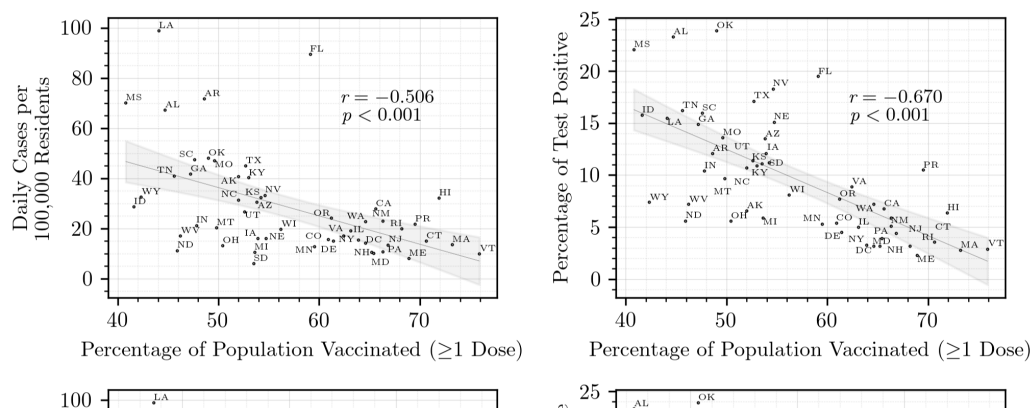 100
80
60
40
20
0
Daily Cases per
100,000 Residents
LA
FL
MS
AL
AR
r = −0.506
p < 0.001
SC
OK
MO
TX
TN
GA
AK
KY
WY
ID
NC
KS
NV
AZ
HI
CA
UT
OR
WA
NM
RI
PR
WV
IN
MT
OH
ND
IA
NE
WI
MI
SD
MN
DE
VA
IL
NY
DC
NJ
NH
PA
MD
CT
MA
ME
VT
40
50
60
70
Percentage of Population Vaccinated (≥1 Dose)
25
20
15
10
5
0
Percentage of Test Positive
MS
AL
OK
FL
NV
TX
NE
r = −0.670
p < 0.001
ID
TN
SC
LA
GA
MO
UT
AZ
IA
AR
KS
SD
IN
KY
NC
PR
WY
WV
ND
AK
OH
MI
WI
VA
OR
WA
CA
HI
MN
CO
IL
NM
DE
NY
PA
NJ
CT
DC
MD
RI
MA
VT
ME
40
50
60
70
Percentage of Population Vaccinated (≥1 Dose)
100
LA
25
AL
OK